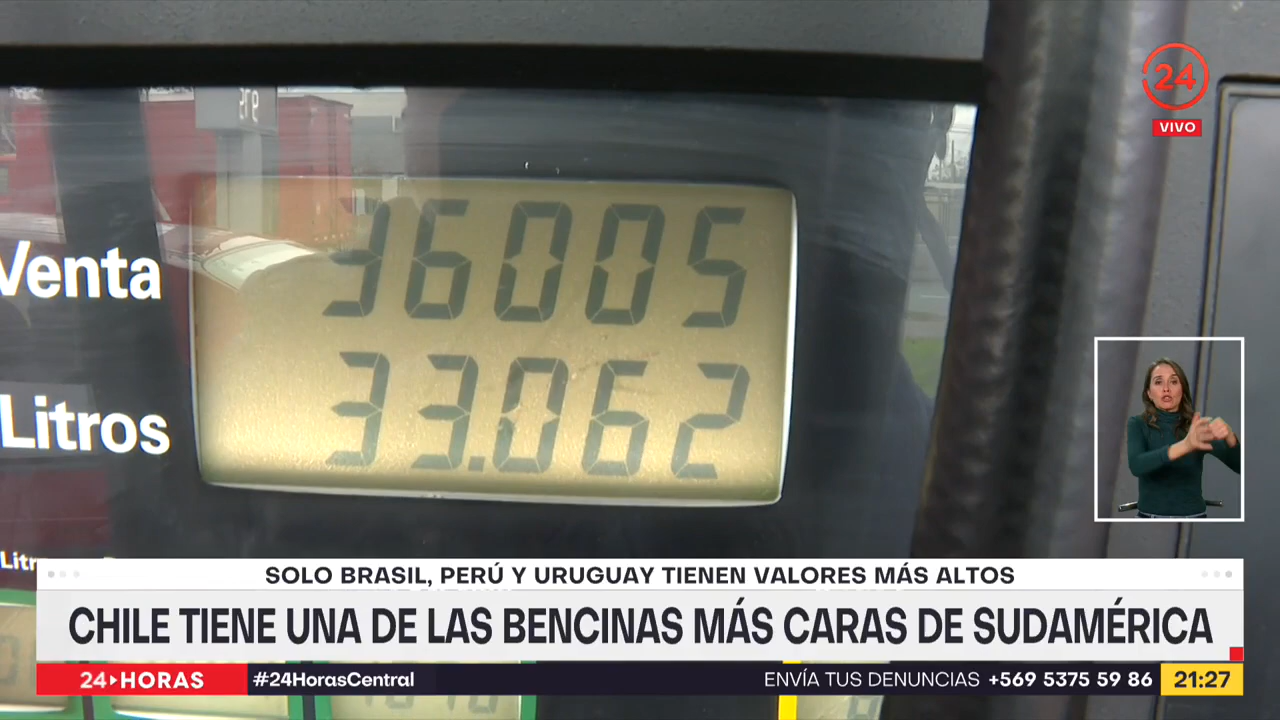 24
VIVO
Venta
36005
Litros
33.062
SOLO BRASIL, PERÚ Y URUGUAY TIENEN VALORES MÁS ALTOS
CHILE TIENE UNA DE LAS BENCINAS MÁS CARAS DE SUDAMÉRICA
24 HORAS
#24HorasCentral
ENVÍA TUS DENUNCIAS +569 5375 59 86
21:27